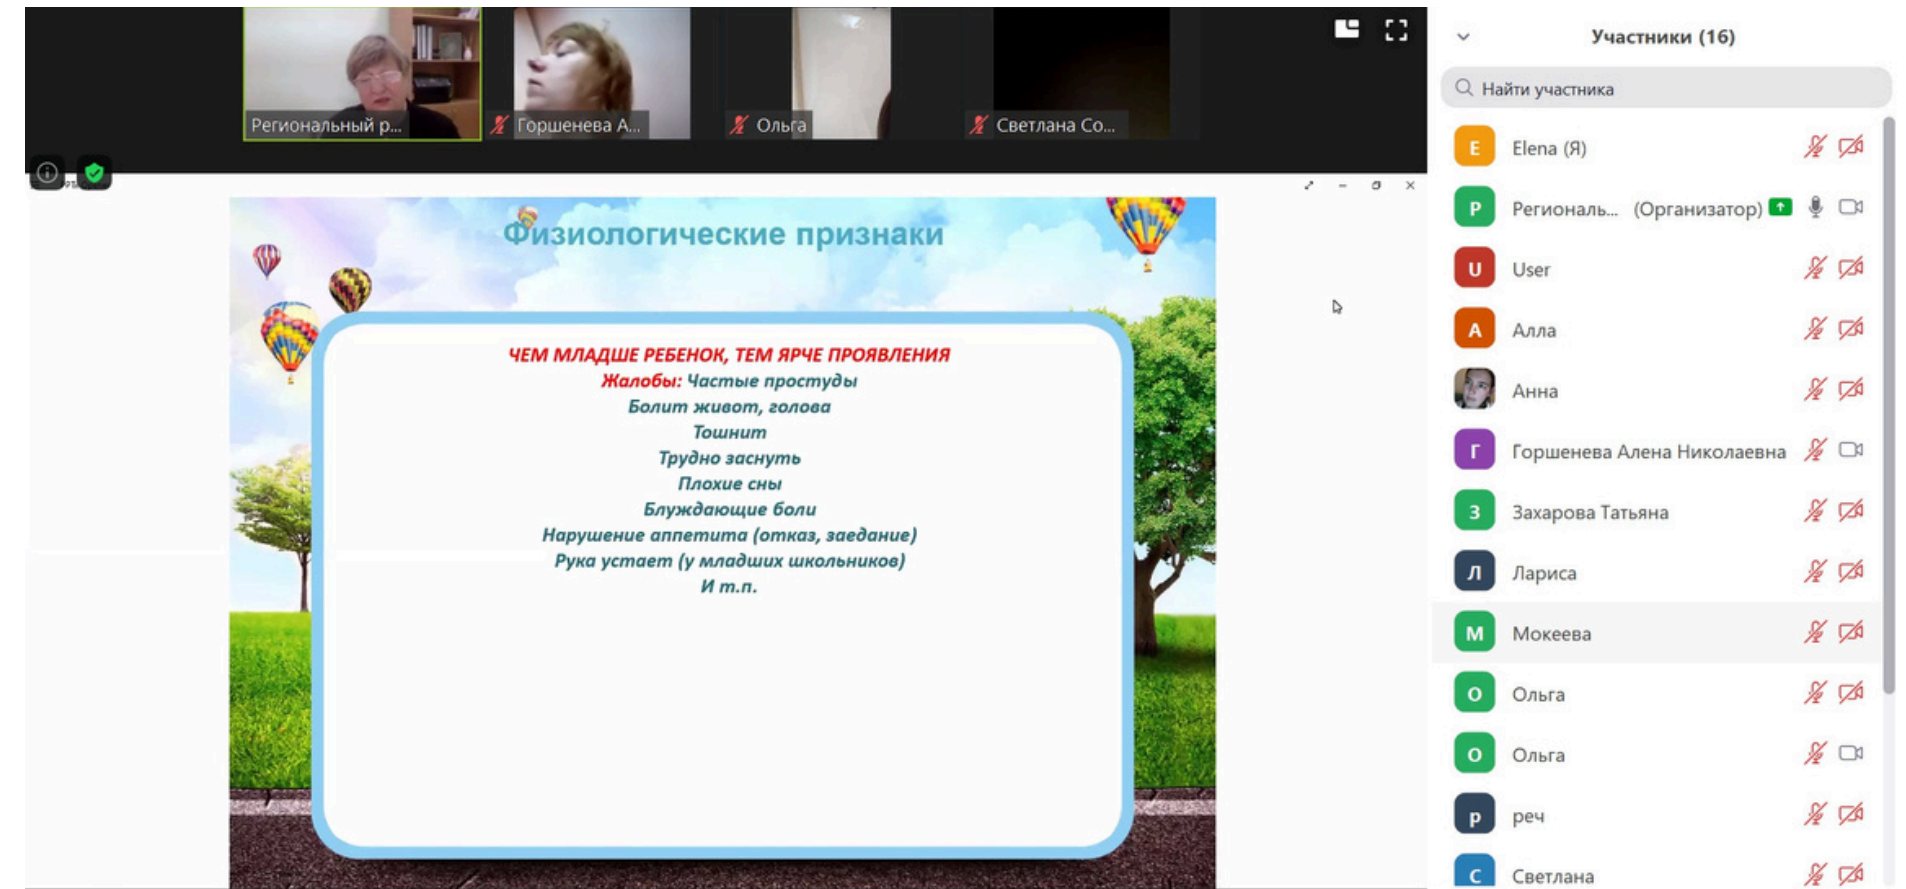 Региональный р...
Горшенева А...
Ольга
Светлана Со...
Физиологические признаки
ЧЕМ МЛАДШЕ РЕБЕНОК, ТЕМ ЯРЧЕ ПРОЯВЛЕНИЯ
Жалобы: Частые простуды
Болит живот, голова
Тошнит
Трудно заснуть
Плохие сны
Блуждающие боли
Нарушение аппетита (отказ, заедание)
Рука устает (у младших школьников)
И т.п.
Участники (16)
Найти участника
E Elena (Я)
Р Региональ... (Организатор)
U User
А Алла
Анна
Г Горшенева Алена Николаевна
З Захарова Татьяна
Л Лариса
М Мокеева
О Ольга
О Ольга
р реч
С Светлана